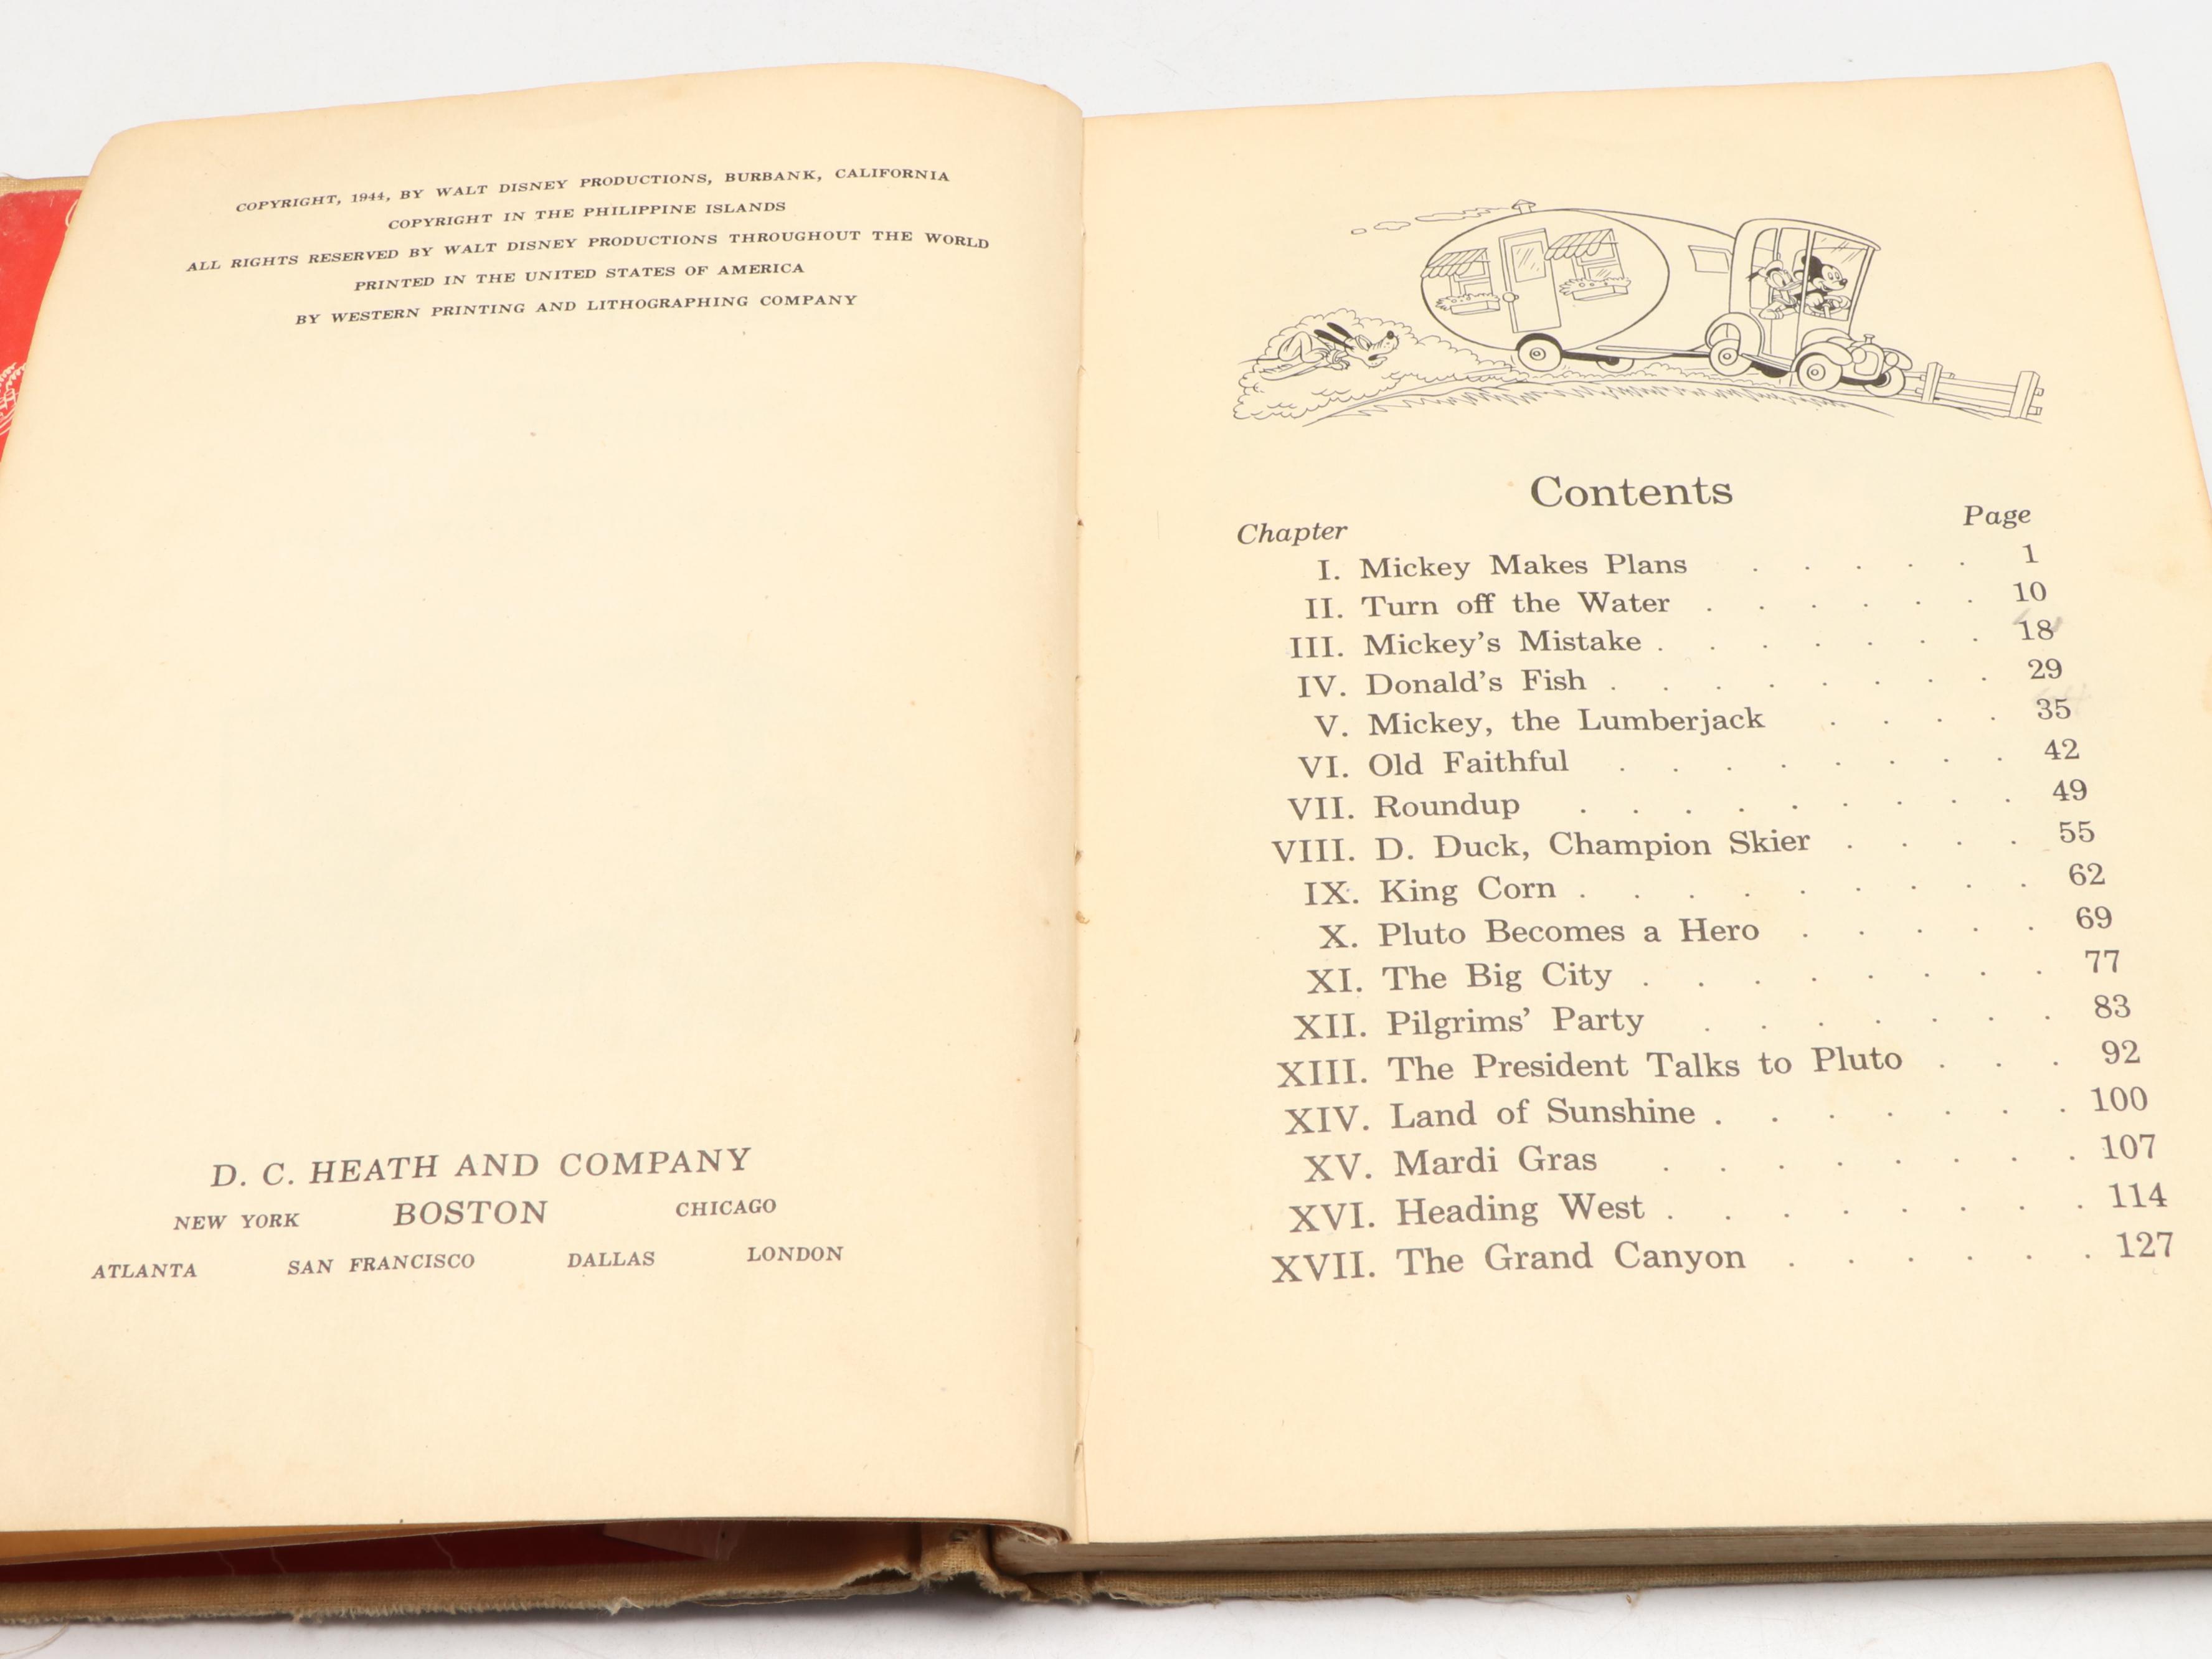 COPYRIGHT, 1944, BY WALT DISNEY PRODUCTIONS, BURBANK, CALIFORNIA
COPYRIGHT IN THE PHILIPPINE ISLANDS
ALL RIGHTS RESERVED BY WALT DISNEY PRODUCTIONS THROUGHOUT THE WORLD
PRINTED IN THE UNITED STATES OF AMERICA
BY WESTERN PRINTING AND LITHOGRAPHING COMPANY
D. C. HEATH AND COMPANY
NEW YORK BOSTON CHICAGO
ATLANTA SAN FRANCISCO DALLAS LONDON
Contents
Chapter Page
I. Mickey Makes Plans . . . . . 1
II. Turn off the Water . . . . . . 10
III. Mickey's Mistake . . . . . . . 18
IV. Donald's Fish . . . . . . . . 29
V. Mickey, the Lumberjack . . . . 35
VI. Old Faithful . . . . . . . . 42
VII. Roundup . . . . . . . . . 49
VIII. D. Duck, Champion Skier . . . . 55
IX. King Corn . . . . . . . . . 62
X. Pluto Becomes a Hero . . . . . 69
XI. The Big City . . . . . . . . 77
XII. Pilgrims' Party . . . . . . . 83
XIII. The President Talks to Pluto . . . 92
XIV. Land of Sunshine . . . . . . . 100
XV. Mardi Gras . . . . . . . . 107
XVI. Heading West . . . . . . . . 114
XVII. The Grand Canyon . . . . . . 127